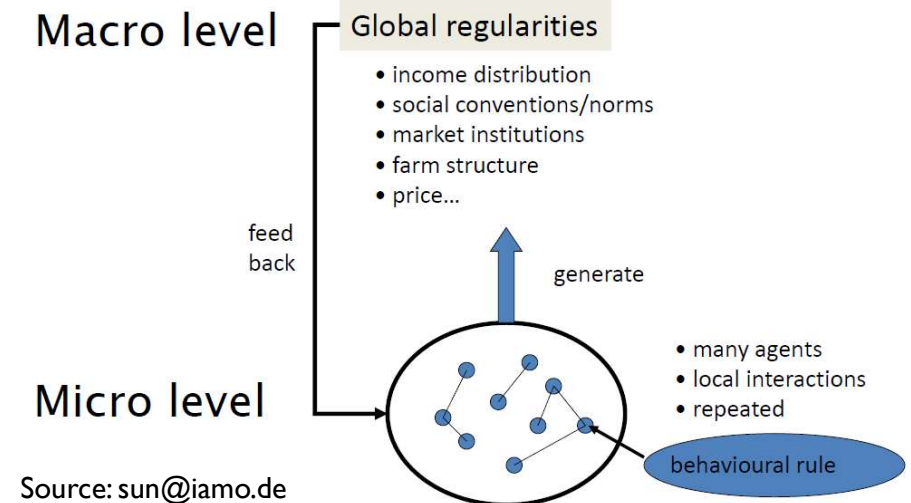 Macro level
Global regularities
• income distribution
• social conventions/norms
• market institutions
• farm structure
• price...
feed
back
generate
• many agents
• local interactions
• repeated
Micro level
behavioural rule
Source: sun@iamo.de